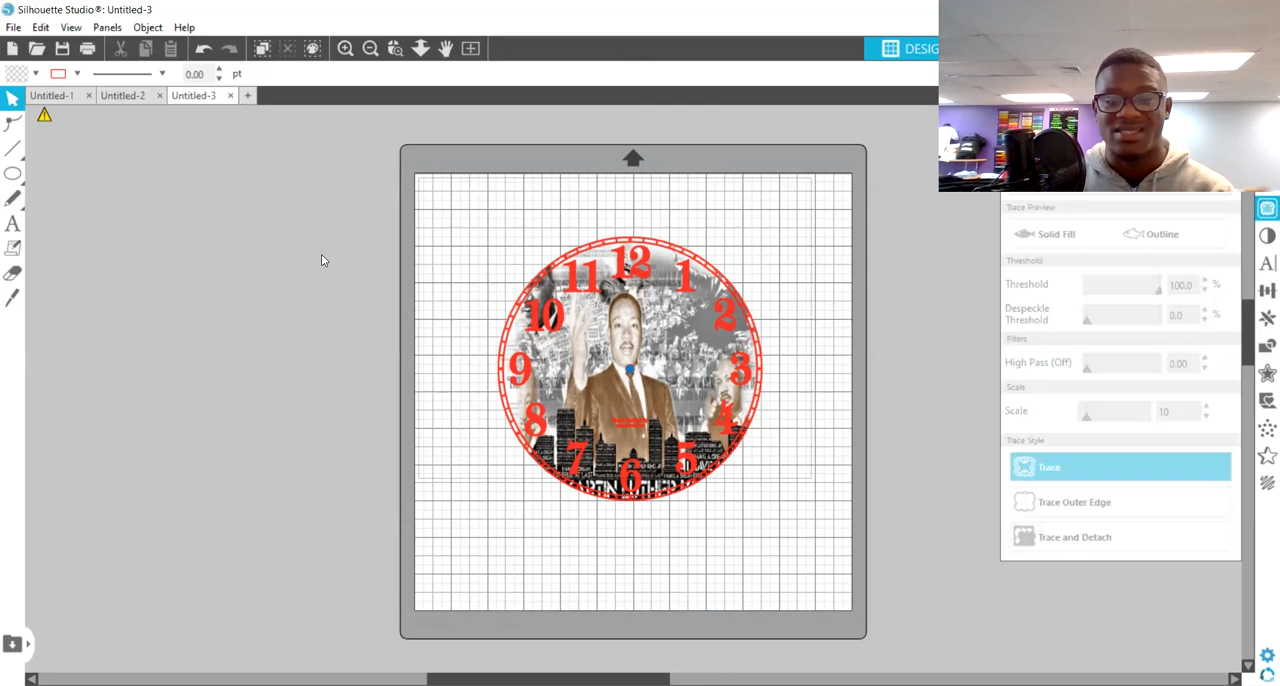 Silhouette Studio®: Untitled-3
File Edit View Panels Object Help
DESIG
0.00 pt
Untitled-1 × Untitled-2 × Untitled-3 × +
Trace Preview
Solid Fill Outline
Threshold
Threshold 100.0 %
Despeckle Threshold 0.0 %
Filters
High Pass (Off) 0.00
Scale
Scale 10
Trace Style
Trace
Trace Outer Edge
Trace and Detach
12
11 1
10 2
9 3
8 4
7 5
6